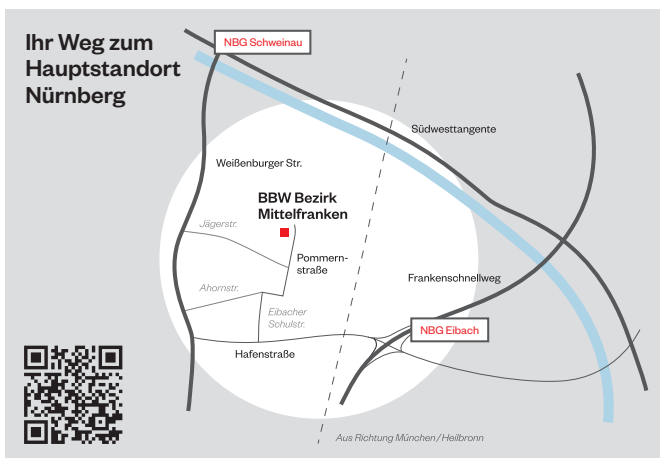 Ihr Weg zum
Hauptstandort
Nürnberg
NBG Schweinau
Südwesttangente
Weißenburger Str.
BBW Bezirk
Mittelfranken
Jägerstr.
Pommern-
straße
Frankenschnellweg
Ahornstr.
Eibacher
Schulstr.
NBG Eibach
Hafenstraße
Aus Richtung München / Heilbronn